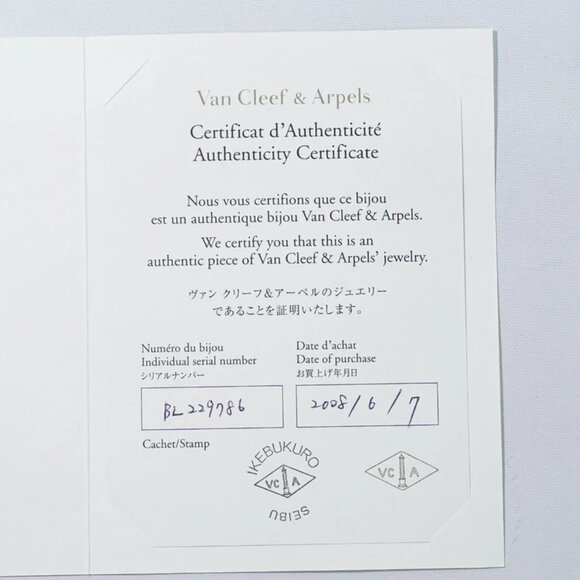 Van Cleef & Arpels
Certificat d'Authenticité
Authenticity Certificate
Nous vous certifions que ce bijou
est un authentique bijou Van Cleef & Arpels.
We certify you that this is an
authentic piece of Van Cleef & Arpels' jewelry.
ヴァン クリーフ&アーペルのジュエリー
であることを証明いたします。
Numéro du bijou
Individual serial number
シリアルナンバー
BL229786
Date d'achat
Date of purchase
お買上げ年月日
2008/6/7
Cachet/Stamp
IKEBUKURO
VC A
SEIBU
VC A